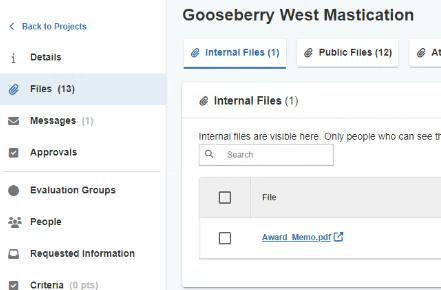 Back to Projects
Details
Files (13)
Messages (1)
Approvals
Evaluation Groups
People
Requested Information
Criteria (0 pts)
Gooseberry West Mastication
Internal Files (1)
Public Files (12)
Internal Files (1)
Internal files are visible here. Only people who can see
Search
File
Award_Memo.pdf